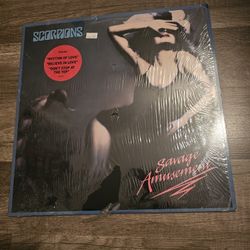 SCORPIONS
"RHYTHM OF LOVE"
"BELIEVE IN LOVE"
"DON'T STOP AT
THE TOP"
Savage
Amusement